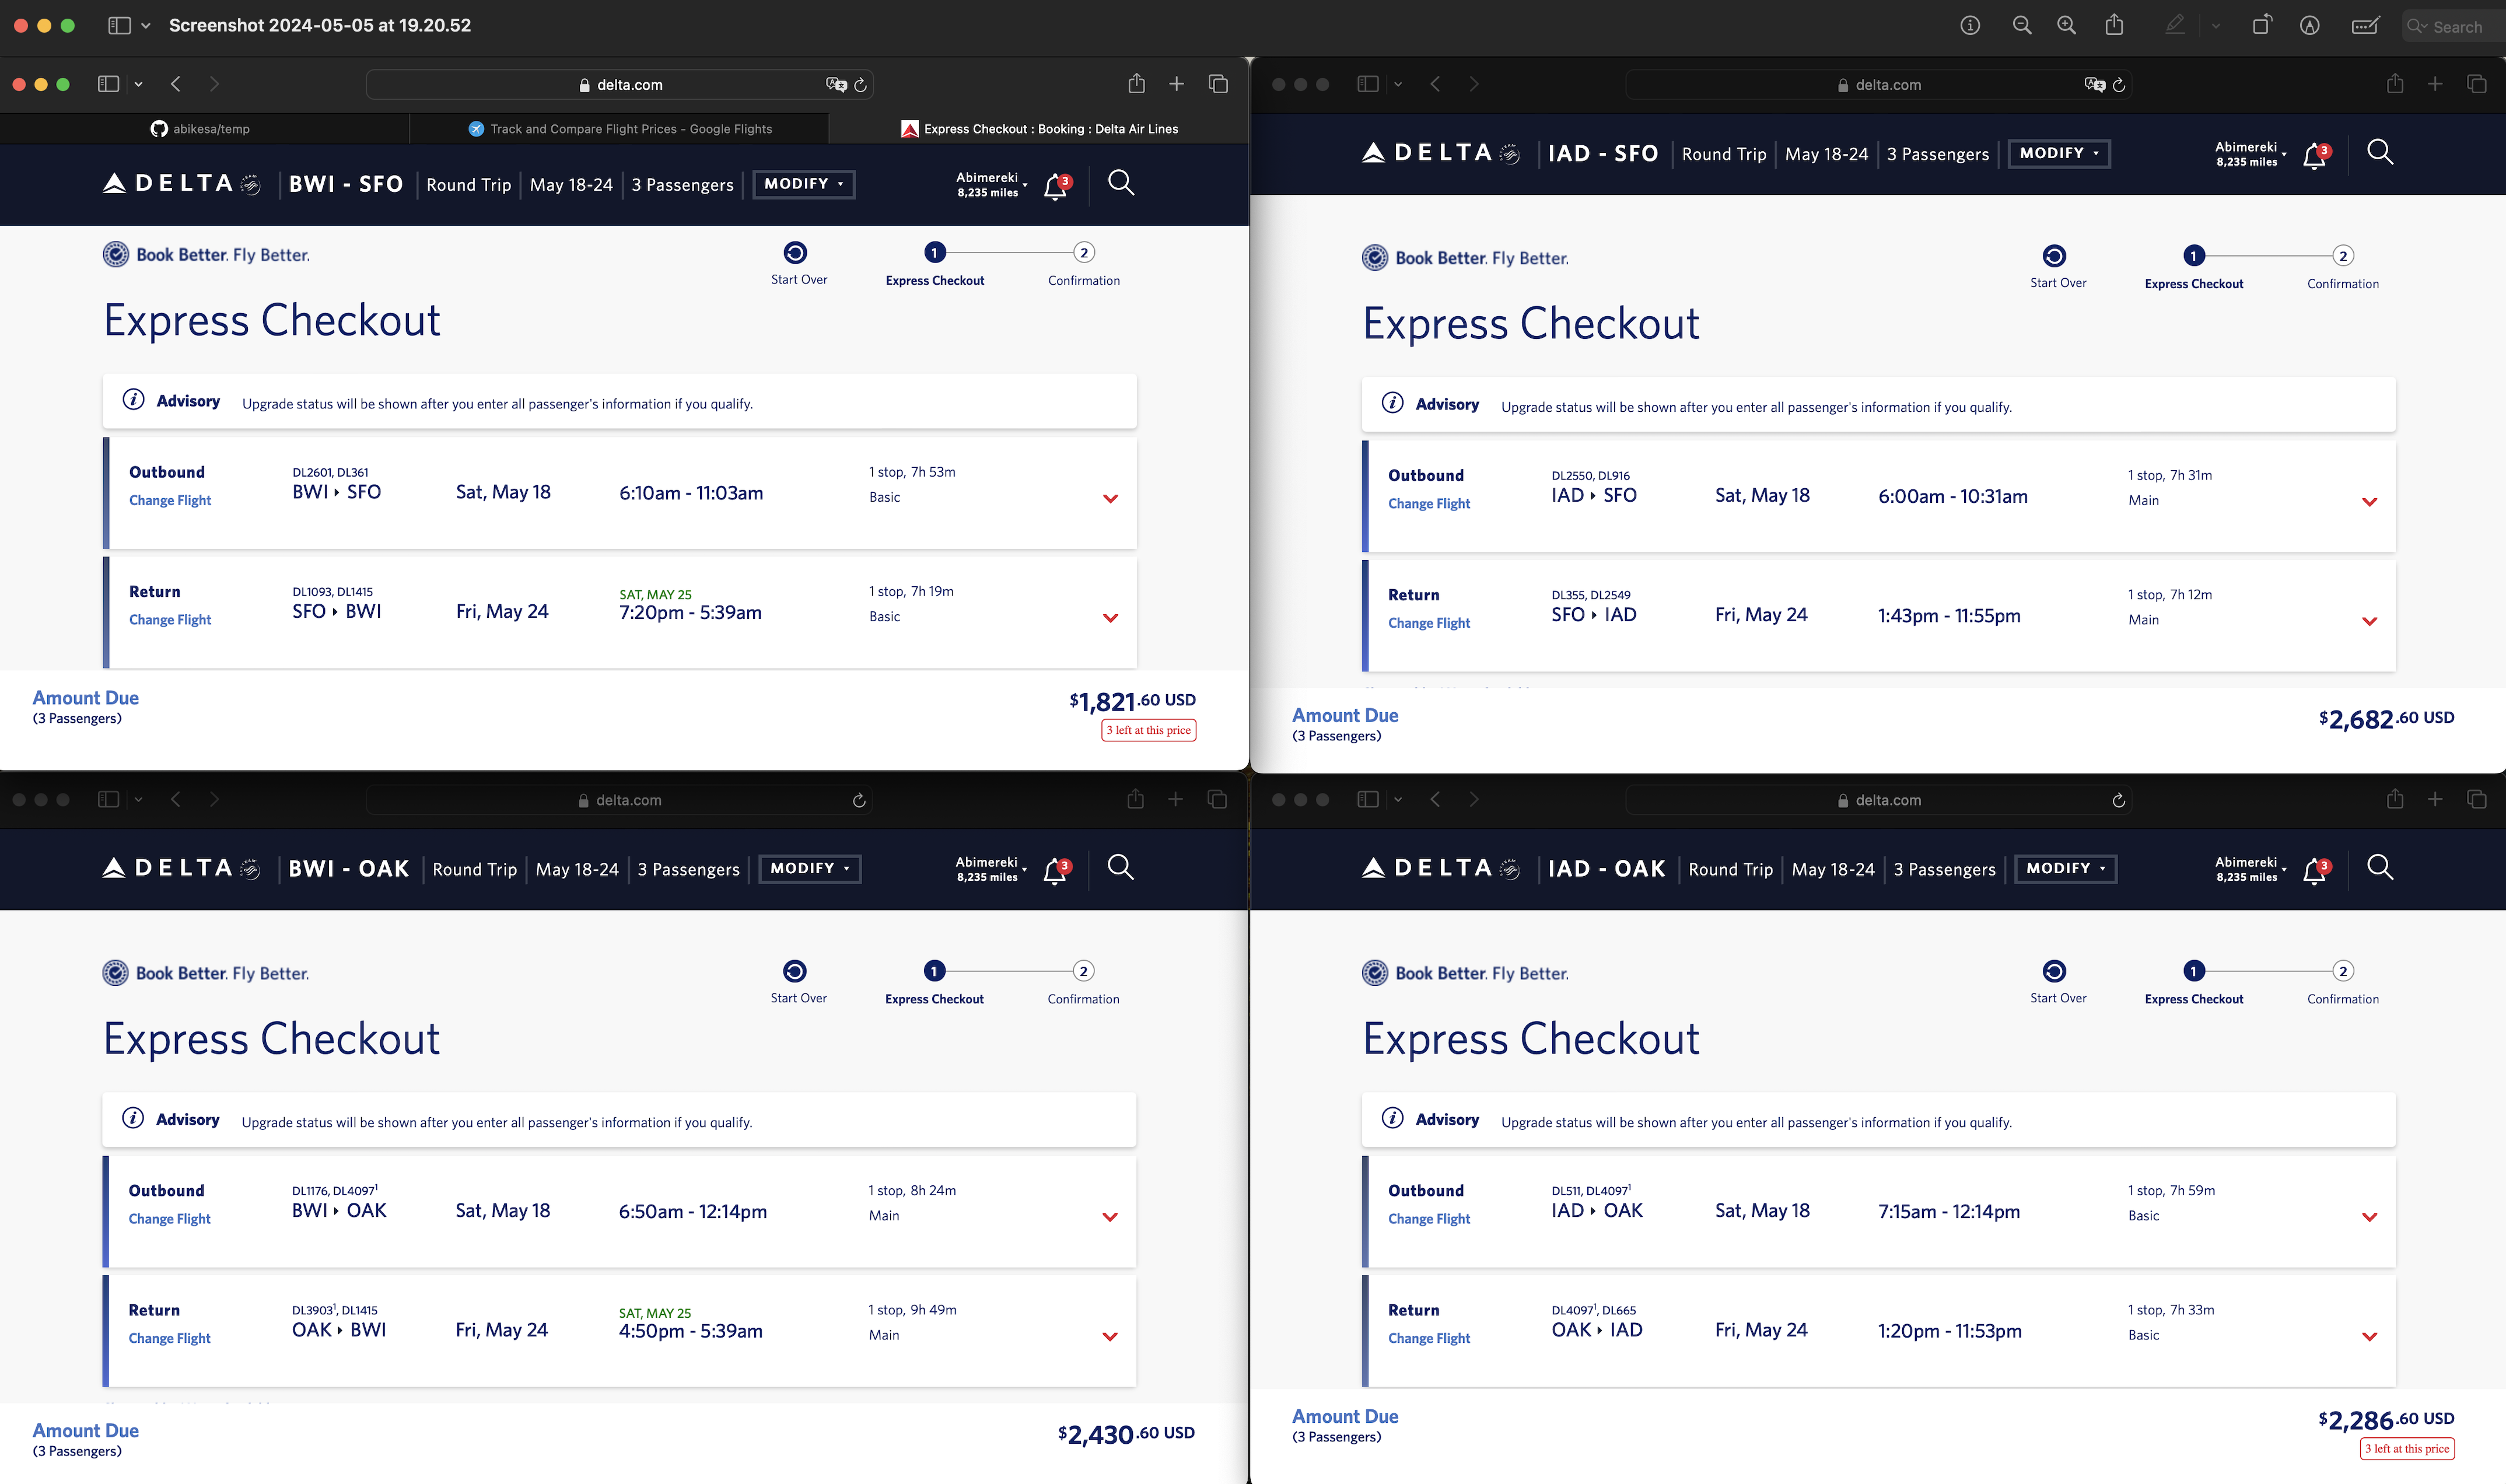 Screenshot 2024-05-05 at 19.20.52
Search
delta.com
abikesa/temp
Track and Compare Flight Prices - Google Flights
Express Checkout : Booking : Delta Air Lines
DELTA
BWI - SFO
Round Trip
May 18-24
3 Passengers
MODIFY
Abimereki
8,235 miles
3
Book Better. Fly Better.
Start Over
1
Express Checkout
2
Confirmation
Express Checkout
Advisory
Upgrade status will be shown after you enter all passenger's information if you qualify.
Outbound
Change Flight
DL2601, DL361
BWI ▸ SFO
Sat, May 18
6:10am - 11:03am
1 stop, 7h 53m
Basic
Return
Change Flight
DL1093, DL1415
SFO ▸ BWI
Fri, May 24
SAT, MAY 25
7:20pm - 5:39am
1 stop, 7h 19m
Basic
Amount Due
(3 Passengers)
$1,821.60 USD
3 left at this price
delta.com
DELTA
IAD - SFO
Round Trip
May 18-24
3 Passengers
MODIFY
Abimereki
8,235 miles
3
Book Better. Fly Better.
Start Over
1
Express Checkout
2
Confirmation
Express Checkout
Advisory
Upgrade status will be shown after you enter all passenger's information if you qualify.
Outbound
Change Flight
DL2550, DL916
IAD ▸ SFO
Sat, May 18
6:00am - 10:31am
1 stop, 7h 31m
Main
Return
Change Flight
DL355, DL2549
SFO ▸ IAD
Fri, May 24
1:43pm - 11:55pm
1 stop, 7h 12m
Main
Amount Due
(3 Passengers)
$2,682.60 USD
delta.com
DELTA
BWI - OAK
Round Trip
May 18-24
3 Passengers
MODIFY
Abimereki
8,235 miles
3
Book Better. Fly Better.
Start Over
1
Express Checkout
2
Confirmation
Express Checkout
Advisory
Upgrade status will be shown after you enter all passenger's information if you qualify.
Outbound
Change Flight
DL1176, DL4097¹
BWI ▸ OAK
Sat, May 18
6:50am - 12:14pm
1 stop, 8h 24m
Main
Return
Change Flight
DL3903¹, DL1415
OAK ▸ BWI
Fri, May 24
SAT, MAY 25
4:50pm - 5:39am
1 stop, 9h 49m
Main
Amount Due
(3 Passengers)
$2,430.60 USD
delta.com
DELTA
IAD - OAK
Round Trip
May 18-24
3 Passengers
MODIFY
Abimereki
8,235 miles
3
Book Better. Fly Better.
Start Over
1
Express Checkout
2
Confirmation
Express Checkout
Advisory
Upgrade status will be shown after you enter all passenger's information if you qualify.
Outbound
Change Flight
DL511, DL4097¹
IAD ▸ OAK
Sat, May 18
7:15am - 12:14pm
1 stop, 7h 59m
Basic
Return
Change Flight
DL4097¹, DL665
OAK ▸ IAD
Fri, May 24
1:20pm - 11:53pm
1 stop, 7h 33m
Basic
Amount Due
(3 Passengers)
$2,286.60 USD
3 left at this price